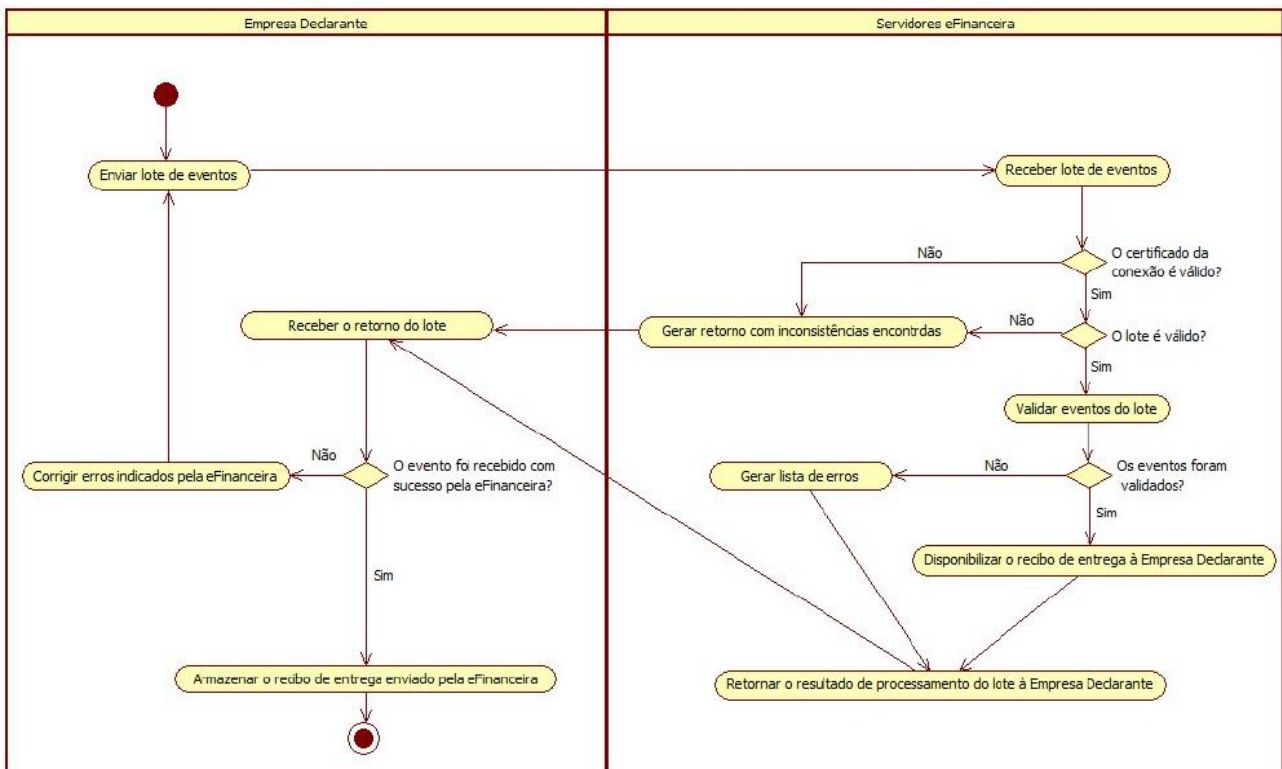 Empresa Declarante
Servidores eFinanceira
Enviar lote de eventos
Receber lote de eventos
Não
O certificado da
conexão é válido?
Sim
Receber o retorno do lote
Gerar retorno com inconsistências encontrdas
Não
O lote é válido?
Sim
Validar eventos do lote
Corrigir erros indicados pela eFinanceira
Não
O evento foi recebido com
sucesso pela eFinanceira?
Gerar lista de erros
Não
Os eventos foram
validados?
Sim
Disponibilizar o recibo de entrega à Empresa Declarante
Sim
Armazenar o recibo de entrega enviado pela eFinanceira
Retornar o resultado de processamento do lote à Empresa Declarante